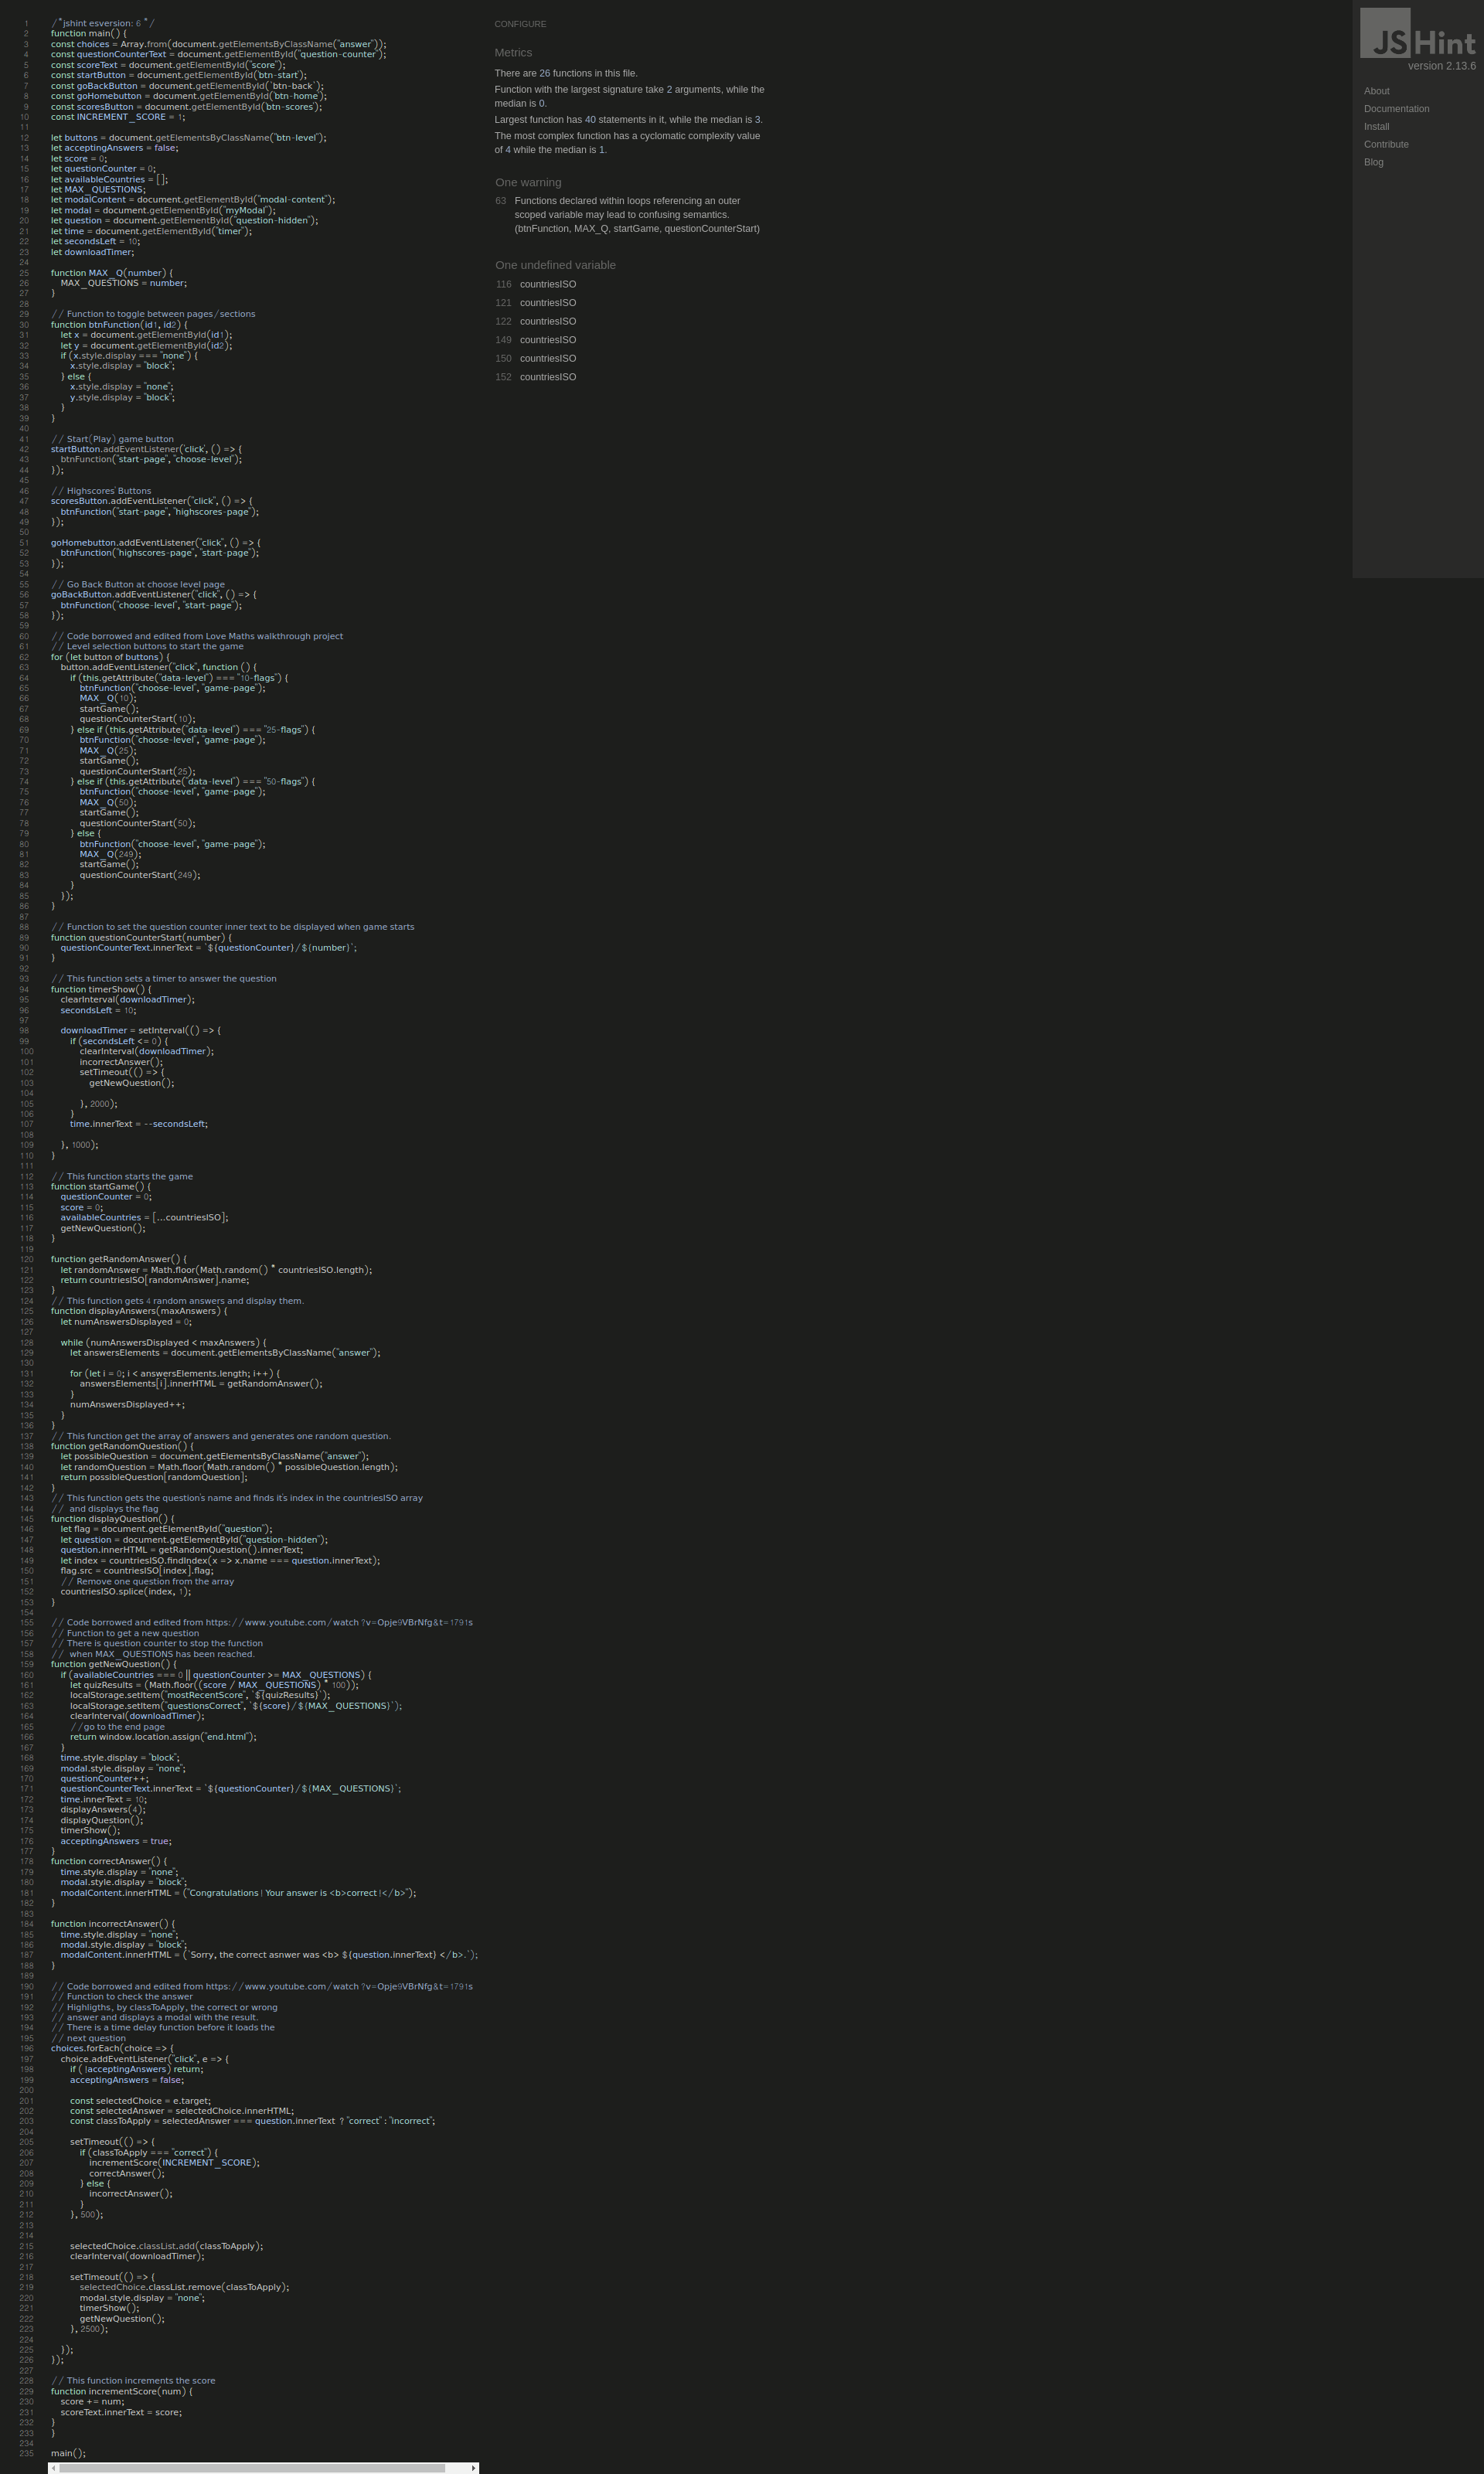 1 /*jshint esversion: 6 */
2 function main() {
3 const choices = Array.from(document.getElementsByClassName("answer"));
4 const questionCounterText = document.getElementById("question-counter");
5 const scoreText = document.getElementById("score");
6 const startButton = document.getElementById('btn-start');
7 const goBackButton = document.getElementById('btn-back');
8 const goHomebutton = document.getElementById('btn-home');
9 const scoresButton = document.getElementById('btn-scores');
10 const INCREMENT_SCORE = 1;
11
12 let buttons = document.getElementsByClassName("btn-level");
13 let acceptingAnswers = false;
14 let score = 0;
15 let questionCounter = 0;
16 let availableCountries = [];
17 let MAX_QUESTIONS;
18 let modalContent = document.getElementById("modal-content");
19 let modal = document.getElementById("myModal");
20 let question = document.getElementById("question-hidden");
21 let time = document.getElementById("timer");
22 let secondsLeft = 10;
23 let downloadTimer;
24
25 function MAX_Q(number) {
26 MAX_QUESTIONS = number;
27 }
28
29 // Function to toggle between pages/sections
30 function btnFunction(id1, id2) {
31 let x = document.getElementById(id1);
32 let y = document.getElementById(id2);
33 if (x.style.display === "none") {
34 x.style.display = "block";
35 } else {
36 x.style.display = "none";
37 y.style.display = "block";
38 }
39 }
40
41 // Start(Play) game button
42 startButton.addEventListener('click', () => {
43 btnFunction("start-page", "choose-level");
44 });
45
46 // Highscores' Buttons
47 scoresButton.addEventListener("click", () => {
48 btnFunction("start-page", "highscores-page");
49 });
50
51 goHomebutton.addEventListener("click", () => {
52 btnFunction("highscores-page", "start-page");
53 });
54
55 // Go Back Button at choose level page
56 goBackButton.addEventListener("click", () => {
57 btnFunction("choose-level", "start-page");
58 });
59
60 // Code borrowed and edited from Love Maths walkthrough project
61 // Level selection buttons to start the game
62 for (let button of buttons) {
63 button.addEventListener("click", function () {
64 if (this.getAttribute("data-level") === "10-flags") {
65 btnFunction("choose-level", "game-page");
66 MAX_Q(10);
67 startGame();
68 questionCounterStart(10);
69 } else if (this.getAttribute("data-level") === "25-flags") {
70 btnFunction("choose-level", "game-page");
71 MAX_Q(25);
72 startGame();
73 questionCounterStart(25);
74 } else if (this.getAttribute("data-level") === "50-flags") {
75 btnFunction("choose-level", "game-page");
76 MAX_Q(50);
77 startGame();
78 questionCounterStart(50);
79 } else {
80 btnFunction("choose-level", "game-page");
81 MAX_Q(249);
82 startGame();
83 questionCounterStart(249);
84 }
85 });
86 }
87
88 // Function to set the question counter inner text to be displayed when game starts
89 function questionCounterStart(number) {
90 questionCounterText.innerText = `${questionCounter}/${number}`;
91 }
92
93 // This function sets a timer to answer the question
94 function timerShow() {
95 clearInterval(downloadTimer);
96 secondsLeft = 10;
97
98 downloadTimer = setInterval(() => {
99 if (secondsLeft <= 0) {
100 clearInterval(downloadTimer);
101 incorrectAnswer();
102 setTimeout(() => {
103 getNewQuestion();
104
105 }, 2000);
106 }
107 time.innerText = --secondsLeft;
108
109 }, 1000);
110 }
111
112 // This function starts the game
113 function startGame() {
114 questionCounter = 0;
115 score = 0;
116 availableCountries = [...countriesISO];
117 getNewQuestion();
118 }
119
120 function getRandomAnswer() {
121 let randomAnswer = Math.floor(Math.random() * countriesISO.length);
122 return countriesISO[randomAnswer].name;
123 }
124 // This function gets 4 random answers and display them.
125 function displayAnswers(maxAnswers) {
126 let numAnswersDisplayed = 0;
127
128 while (numAnswersDisplayed < maxAnswers) {
129 let answersElements = document.getElementsByClassName("answer");
130
131 for (let i = 0; i < answersElements.length; i++) {
132 answersElements[i].innerHTML = getRandomAnswer();
133 }
134 numAnswersDisplayed++;
135 }
136 }
137 // This function get the array of answers and generates one random question.
138 function getRandomQuestion() {
139 let possibleQuestion = document.getElementsByClassName("answer");
140 let randomQuestion = Math.floor(Math.random() * possibleQuestion.length);
141 return possibleQuestion[randomQuestion];
142 }
143 // This function gets the question's name and finds it's index in the countriesISO array
144 // and displays the flag
145 function displayQuestion() {
146 let flag = document.getElementById("question");
147 let question = document.getElementById("question-hidden");
148 question.innerHTML = getRandomQuestion().innerText;
149 let index = countriesISO.findIndex(x => x.name === question.innerText);
150 flag.src = countriesISO[index].flag;
151 // Remove one question from the array
152 countriesISO.splice(index, 1);
153 }
154
155 // Code borrowed and edited from https://www.youtube.com/watch?v=Opje9VBrNfg&t=1791s
156 // Function to get a new question
157 // There is question counter to stop the function
158 // when MAX_QUESTIONS has been reached.
159 function getNewQuestion() {
160 if (availableCountries === 0 || questionCounter >= MAX_QUESTIONS) {
161 let quizResults = (Math.floor((score / MAX_QUESTIONS) * 100));
162 localStorage.setItem("mostRecentScore", `${quizResults}`);
163 localStorage.setItem("questionsCorrect", `${score}/${MAX_QUESTIONS}`);
164 clearInterval(downloadTimer);
165 //go to the end page
166 return window.location.assign("end.html");
167 }
168 time.style.display = "block";
169 modal.style.display = "none";
170 questionCounter++;
171 questionCounterText.innerText = `${questionCounter}/${MAX_QUESTIONS}`;
172 time.innerText = 10;
173 displayAnswers(4);
174 displayQuestion();
175 timerShow();
176 acceptingAnswers = true;
177 }
178 function correctAnswer() {
179 time.style.display = "none";
180 modal.style.display = "block";
181 modalContent.innerHTML = ("Congratulations! Your answer is <b>correct!</b>");
182 }
183
184 function incorrectAnswer() {
185 time.style.display = "none";
186 modal.style.display = "block";
187 modalContent.innerHTML = (`Sorry, the correct asnwer was <b> ${question.innerText} </b>.`);
188 }
189
190 // Code borrowed and edited from https://www.youtube.com/watch?v=Opje9VBrNfg&t=1791s
191 // Function to check the answer
192 // Highligths, by classToApply, the correct or wrong
193 // answer and displays a modal with the result.
194 // There is a time delay function before it loads the
195 // next question
196 choices.forEach(choice => {
197 choice.addEventListener("click", e => {
198 if (!acceptingAnswers) return;
199 acceptingAnswers = false;
200
201 const selectedChoice = e.target;
202 const selectedAnswer = selectedChoice.innerHTML;
203 const classToApply = selectedAnswer === question.innerText ? "correct" : "incorrect";
204
205 setTimeout(() => {
206 if (classToApply === "correct") {
207 incrementScore(INCREMENT_SCORE);
208 correctAnswer();
209 } else {
210 incorrectAnswer();
211 }
212 }, 500);
213
214
215 selectedChoice.classList.add(classToApply);
216 clearInterval(downloadTimer);
217
218 setTimeout(() => {
219 selectedChoice.classList.remove(classToApply);
220 modal.style.display = "none";
221 timerShow();
222 getNewQuestion();
223 }, 2500);
224
225 });
226 });
227
228 // This function increments the score
229 function incrementScore(num) {
230 score += num;
231 scoreText.innerText = score;
232 }
233 }
234
235 main();
CONFIGURE
Metrics
There are 26 functions in this file.
Function with the largest signature take 2 arguments, while the
median is 0.
Largest function has 40 statements in it, while the median is 3.
The most complex function has a cyclomatic complexity value
of 4 while the median is 1.
One warning
63 Functions declared within loops referencing an outer
scoped variable may lead to confusing semantics.
(btnFunction, MAX_Q, startGame, questionCounterStart)
One undefined variable
116 countriesISO
121 countriesISO
122 countriesISO
149 countriesISO
150 countriesISO
152 countriesISO
JSHint
version 2.13.6
About
Documentation
Install
Contribute
Blog